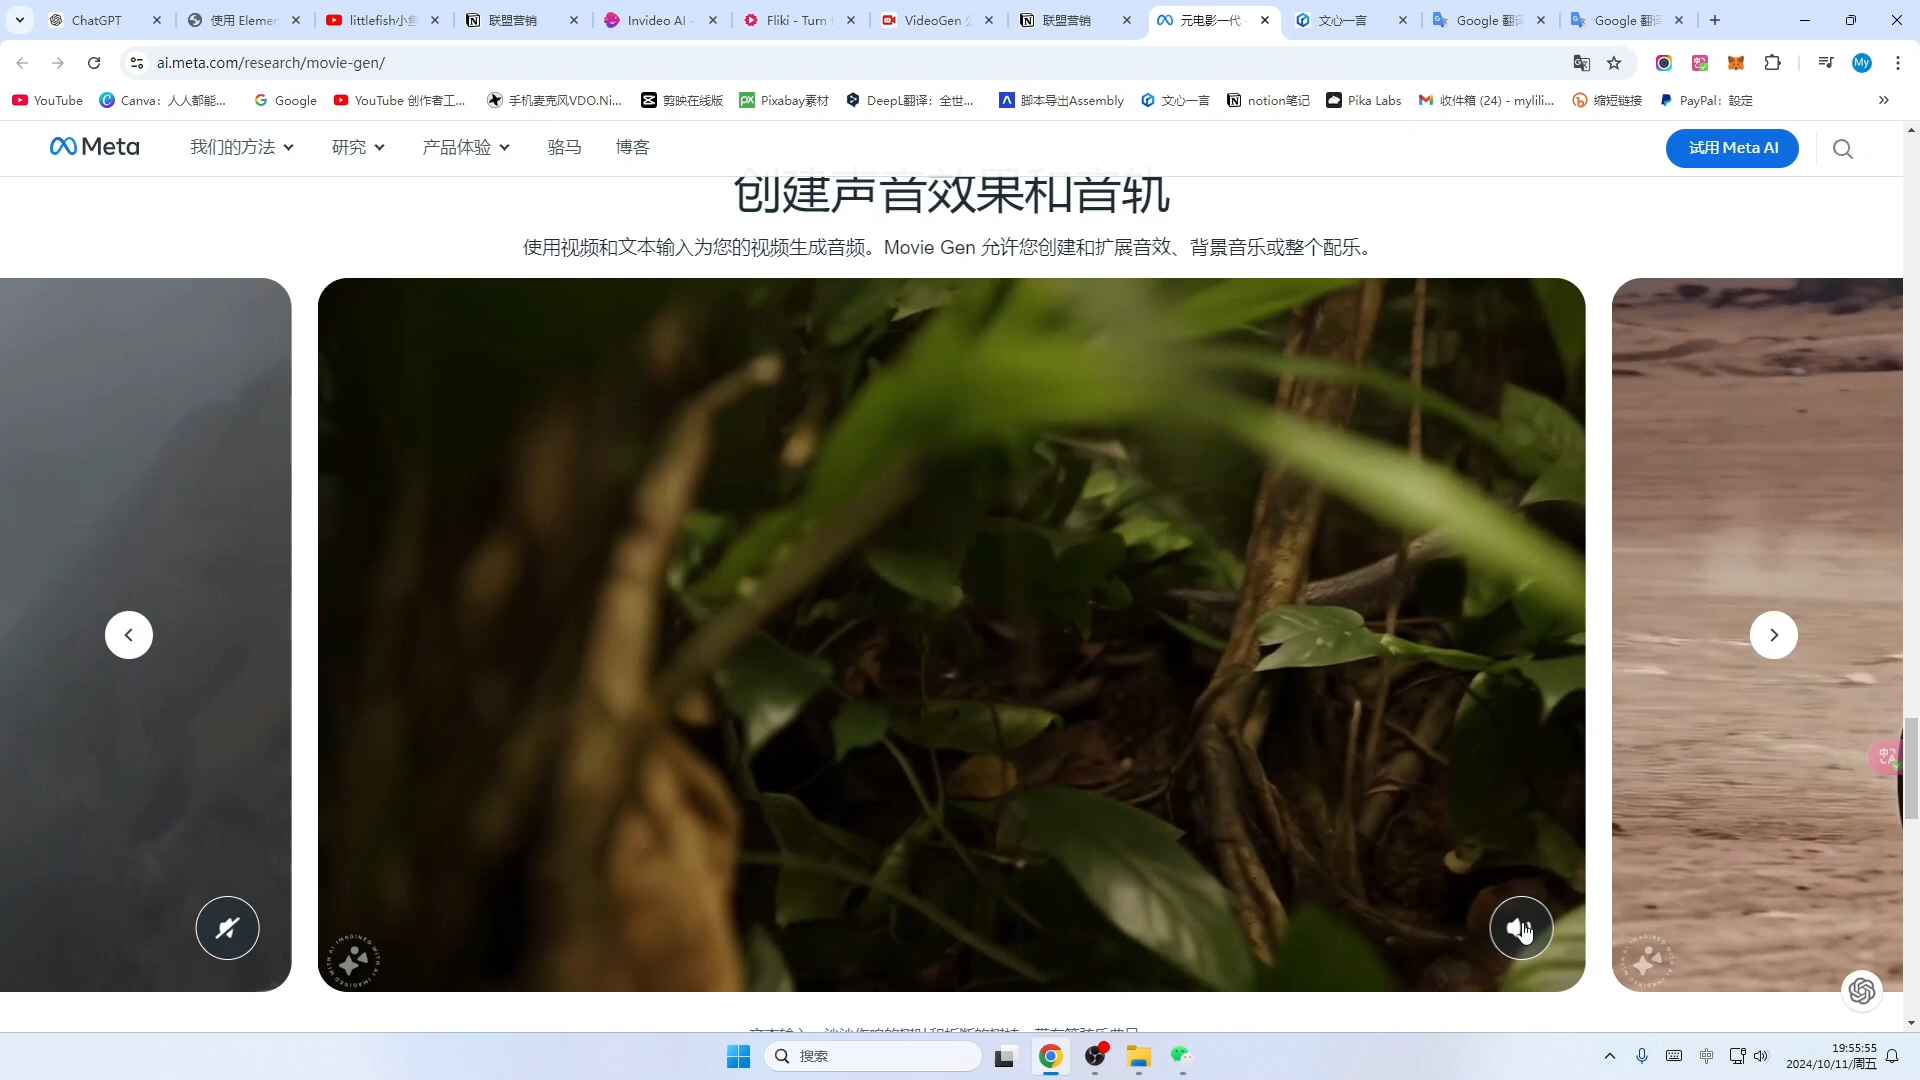 ChatGPT
使用 Elemen
littlefish小鱼
联盟营销
Invideo AI -
Fliki - Turn t
VideoGen
联盟营销
元电影一代
文心一言
Google 翻译
Google 翻译
ai.meta.com/research/movie-gen/
My
YouTube
Canva：人人都能...
Google
YouTube 创作者工...
手机麦克风VDO.Ni...
剪映在线版
Pixabay素材
DeepL翻译：全世...
脚本导出Assembly
文心一言
notion笔记
Pika Labs
收件箱 (24) - mylili...
缩短链接
PayPal：設定
Meta
我们的方法
研究
产品体验
骆马
博客
试用 Meta AI
创建声音效果和音轨
使用视频和文本输入为您的视频生成音频。Movie Gen 允许您创建和扩展音效、背景音乐或整个配乐。
搜索
中
19:55:55
2024/10/11/周五